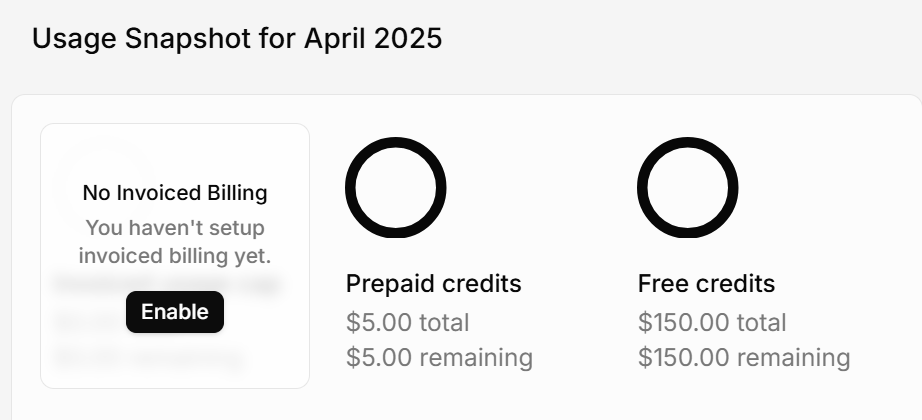 Usage Snapshot for April 2025
No Invoiced Billing
You haven't setup
invoiced billing yet.
Enable
Prepaid credits
$5.00 total
$5.00 remaining
Free credits
$150.00 total
$150.00 remaining